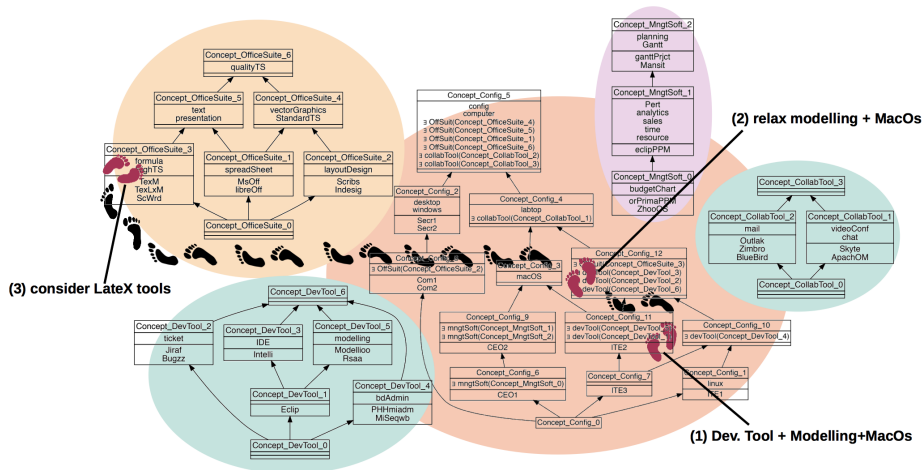 Concept_OfficeSuite_6
qualityTS
Concept_OfficeSuite_5
text
presentation
Concept_OfficeSuite_4
vectorGraphics
StandardTS
Concept_OfficeSuite_3
formula
TexM
TexLxM
ScWrd
Concept_OfficeSuite_1
spreadSheet
MsOff
libreOff
Concept_OfficeSuite_2
layoutDesign
Scribs
Indesig
Concept_OfficeSuite_0
(3) consider LateX tools
Concept_Config_5
config
computer
∃ OffSuit(Concept_OfficeSuite_4)
∃ OffSuit(Concept_OfficeSuite_5)
∃ OffSuit(Concept_OfficeSuite_1)
∃ OffSuit(Concept_OfficeSuite_6)
∃ collabTool(Concept_CollabTool_2)
∃ collabTool(Concept_CollabTool_3)
Concept_Config_2
desktop
windows
Secr1
Secr2
Concept_Config_4
labtop
∃ collabTool(Concept_CollabTool_1)
∃ OffSuit(Concept_OfficeSuite_2)
Com1
Com2
Concept_Config_3
macOS
Concept_Config_12
OffSuit(Concept_OfficeSuite_3)
devTool(Concept_DevTool_3)
devTool(Concept_DevTool_2)
devTool(Concept_DevTool_6)
Concept_Config_9
∃ mngtSoft(Concept_MngtSoft_1)
∃ mngtSoft(Concept_MngtSoft_2)
CEO2
Concept_Config_11
∃ devTool(Concept_DevTool
∃ devTool(Concept_DevTool
ITE2
Concept_Config_10
∃ devTool(Concept_DevTool_4)
Concept_Config_6
∃ mngtSoft(Concept_MngtSoft_0)
CEO1
Concept_Config_7
ITE3
Concept_Config_1
linux
ITE1
Concept_Config_0
(1) Dev. Tool + Modelling+MacOs
Concept_MngtSoft_2
planning
Gantt
ganttPrjct
Mansit
Concept_MngtSoft_1
Pert
analytics
sales
time
resource
eclipPPM
Concept_MngtSoft_0
budgetChart
orPrimaPPM
ZhooOS
(2) relax modelling + MacOs
Concept_CollabTool_3
Concept_CollabTool_2
mail
Outlak
Zimbro
BlueBird
Concept_CollabTool_1
videoConf
chat
Skyte
ApachOM
Concept_CollabTool_0
Concept_DevTool_6
Concept_DevTool_2
ticket
Jiraf
Bugzz
Concept_DevTool_3
IDE
Intelli
Concept_DevTool_5
modelling
Modellioo
Rsaa
Concept_DevTool_1
Eclip
Concept_DevTool_4
bdAdmin
PHHmiadm
MiSeqwb
Concept_DevTool_0